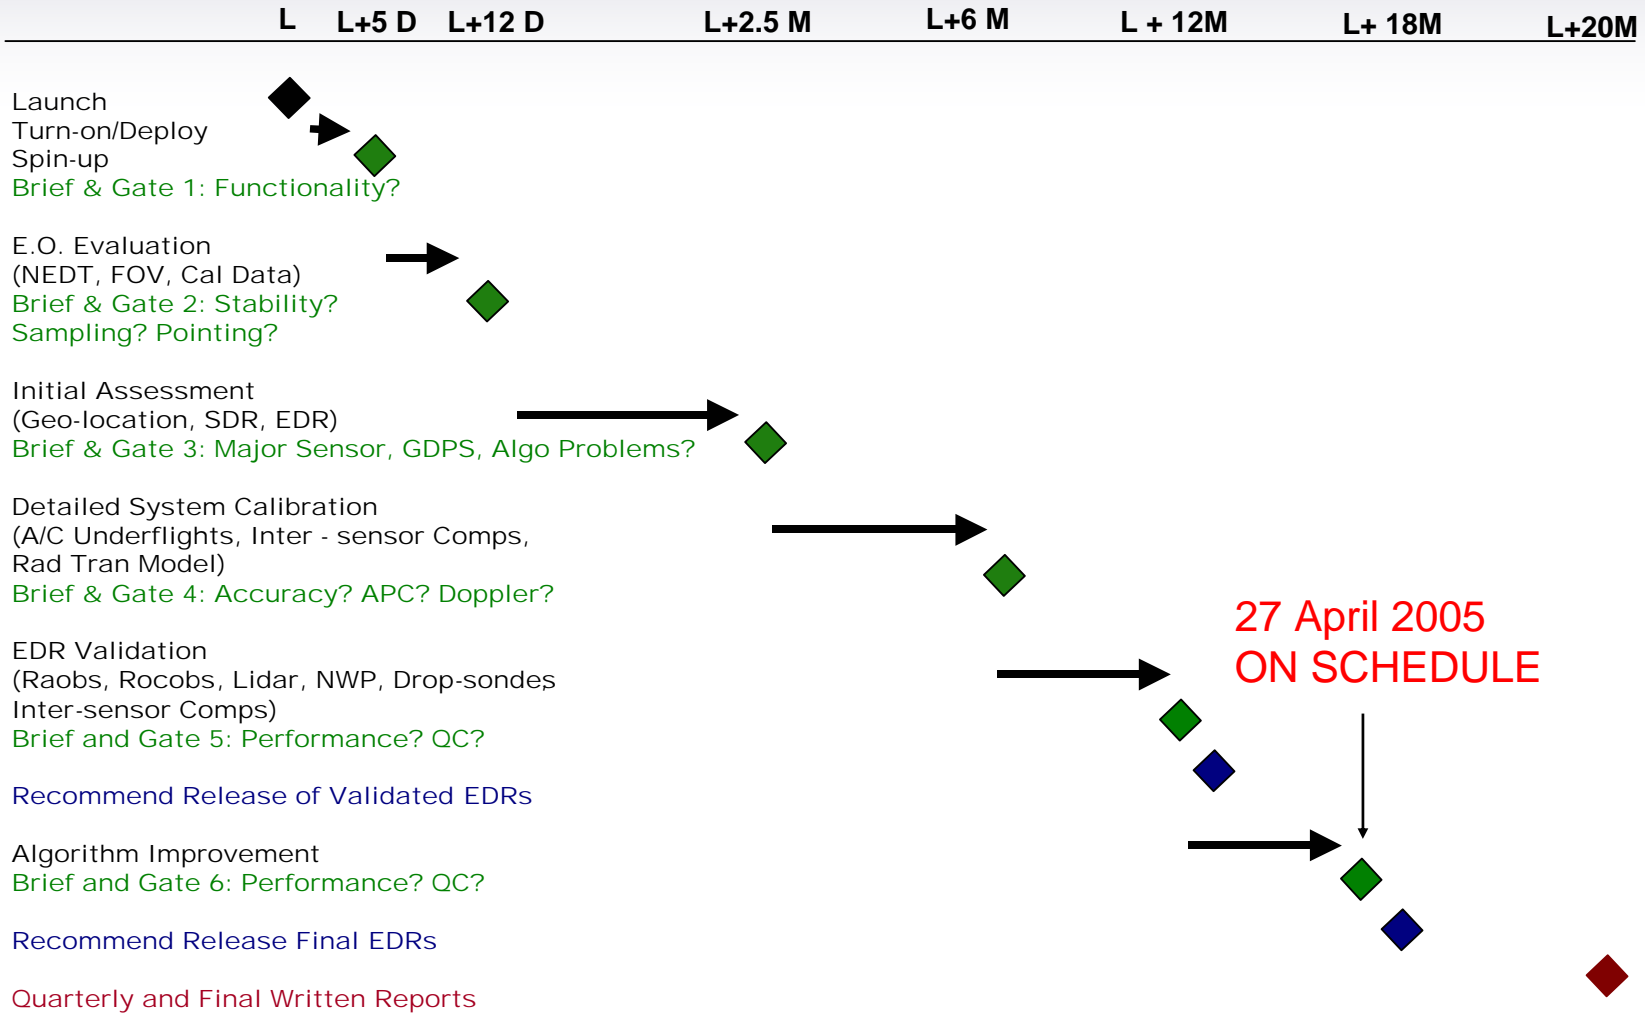 L L+5 D L+12 D L+2.5 M L+6 M L + 12M L+ 18M L+20M
Launch
Turn-on/Deploy
Spin-up
Brief & Gate 1: Functionality?
E.O. Evaluation
(NEDT, FOV, Cal Data)
Brief & Gate 2: Stability?
Sampling? Pointing?
Initial Assessment
(Geo-location, SDR, EDR)
Brief & Gate 3: Major Sensor, GDPS, Algo Problems?
Detailed System Calibration
(A/C Underflights, Inter - sensor Comps,
Rad Tran Model)
Brief & Gate 4: Accuracy? APC? Doppler?
27 April 2005
ON SCHEDULE
EDR Validation
(Raobs, Rocobs, Lidar, NWP, Drop-sondes
Inter-sensor Comps)
Brief and Gate 5: Performance? QC?
Recommend Release of Validated EDRs
Algorithm Improvement
Brief and Gate 6: Performance? QC?
Recommend Release Final EDRs
Quarterly and Final Written Reports